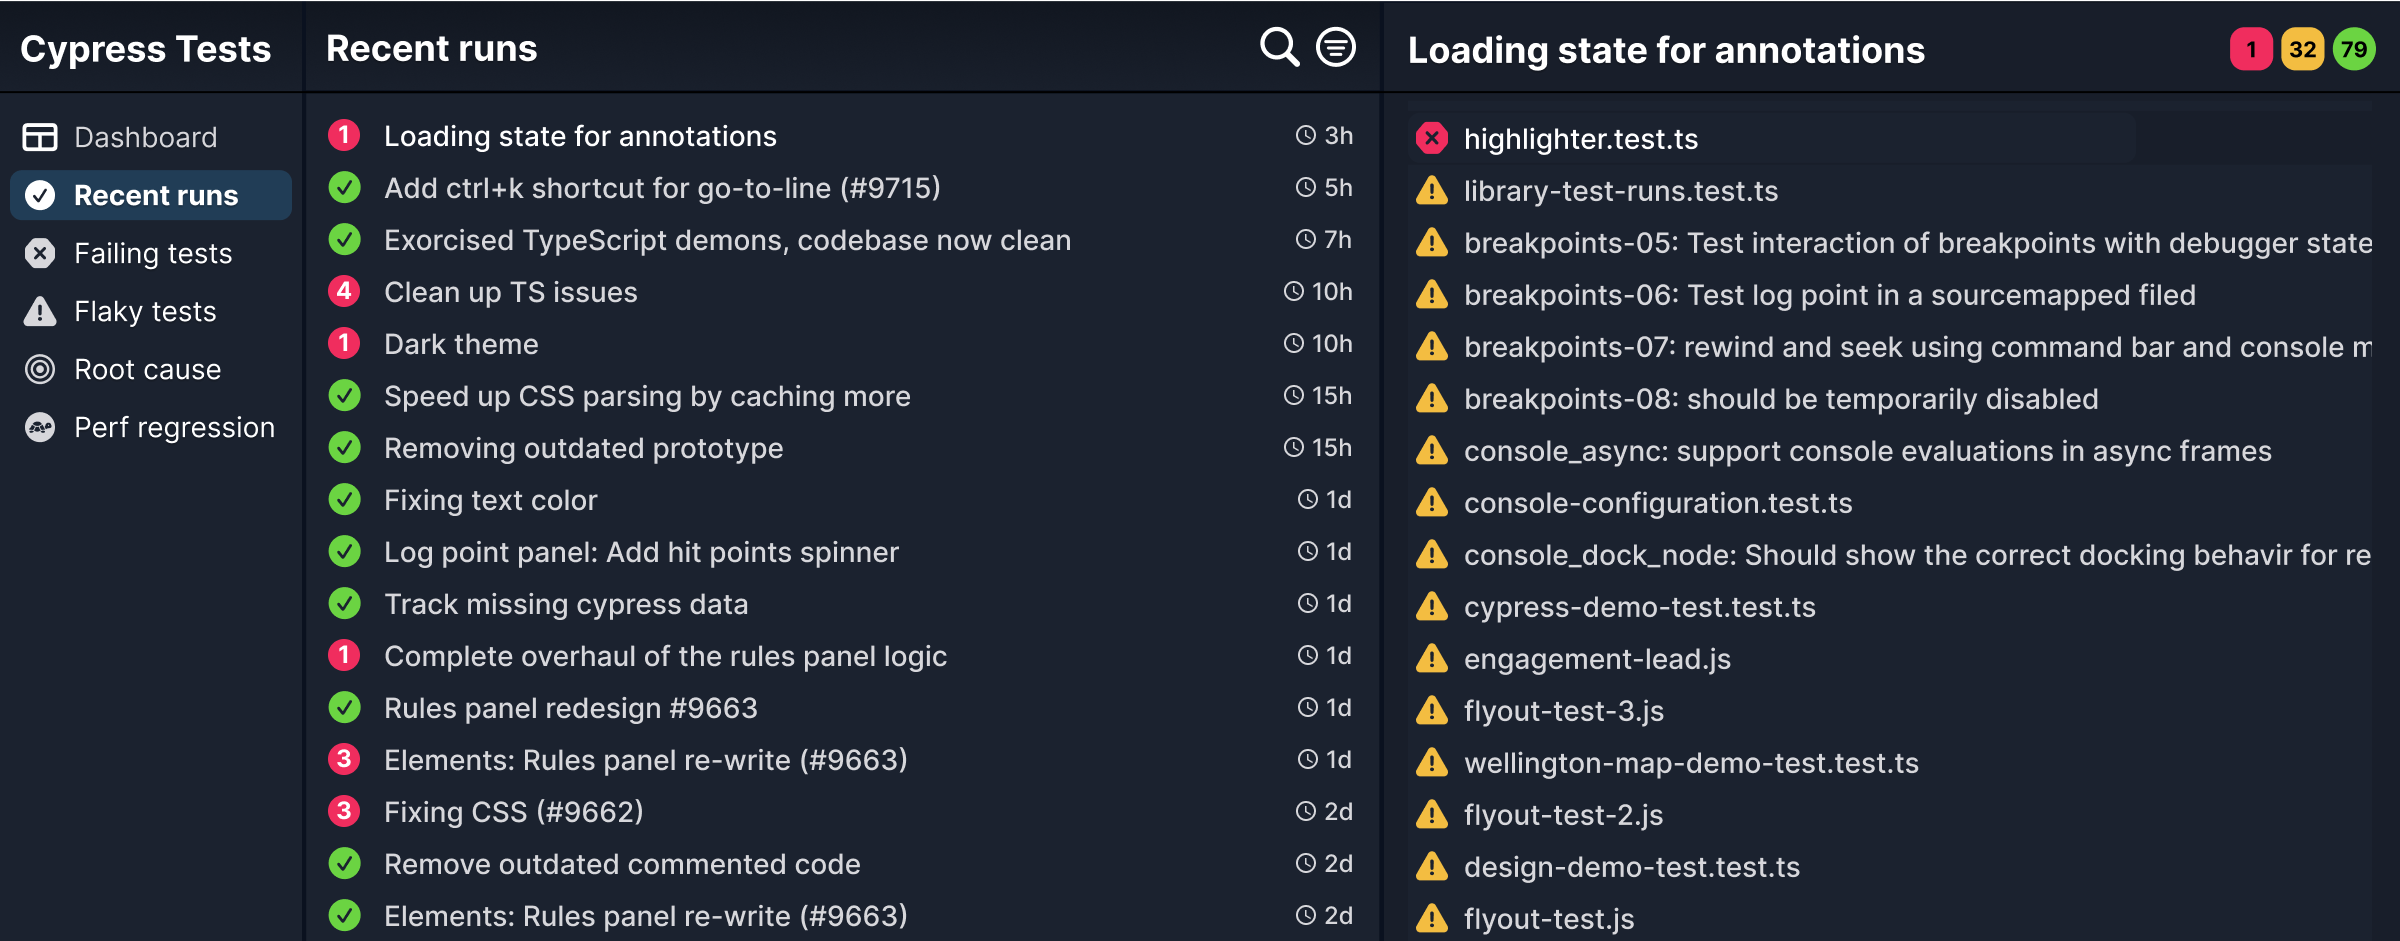 Cypress Tests
Dashboard
Recent runs
Failing tests
Flaky tests
Root cause
Perf regression
Recent runs
1 Loading state for annotations 3h
Add ctrl+k shortcut for go-to-line (#9715) 5h
Exorcised TypeScript demons, codebase now clean 7h
4 Clean up TS issues 10h
1 Dark theme 10h
Speed up CSS parsing by caching more 15h
Removing outdated prototype 15h
Fixing text color 1d
Log point panel: Add hit points spinner 1d
Track missing cypress data 1d
1 Complete overhaul of the rules panel logic 1d
Rules panel redesign #9663 1d
3 Elements: Rules panel re-write (#9663) 1d
3 Fixing CSS (#9662) 2d
Remove outdated commented code 2d
Elements: Rules panel re-write (#9663) 2d
Loading state for annotations 1 32 79
highlighter.test.ts
library-test-runs.test.ts
breakpoints-05: Test interaction of breakpoints with debugger state
breakpoints-06: Test log point in a sourcemapped filed
breakpoints-07: rewind and seek using command bar and console m
breakpoints-08: should be temporarily disabled
console_async: support console evaluations in async frames
console-configuration.test.ts
console_dock_node: Should show the correct docking behavir for re
cypress-demo-test.test.ts
engagement-lead.js
flyout-test-3.js
wellington-map-demo-test.test.ts
flyout-test-2.js
design-demo-test.test.ts
flyout-test.js